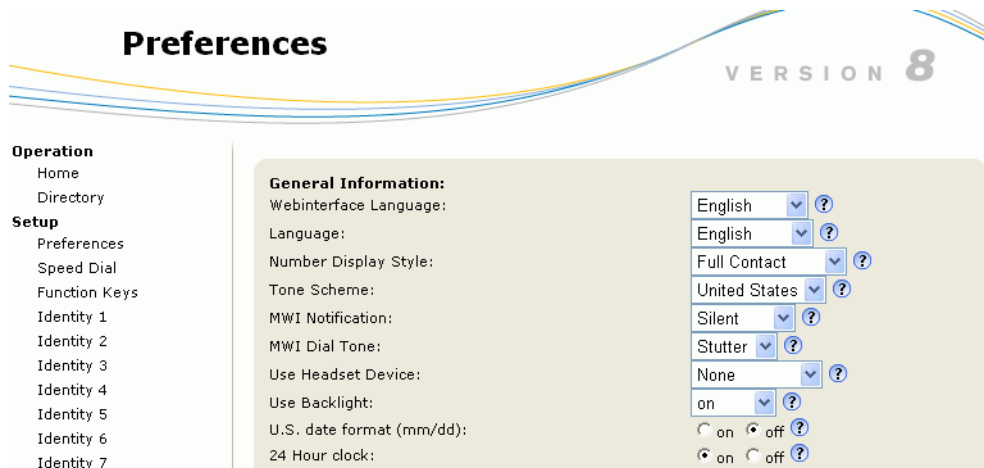 Preferences
VERSION 8
Operation
Home
Directory
Setup
Preferences
Speed Dial
Function Keys
Identity 1
Identity 2
Identity 3
Identity 4
Identity 5
Identity 6
Identity 7
General Information:
Webinterface Language: English ?
Language: English ?
Number Display Style: Full Contact ?
Tone Scheme: United States ?
MWI Notification: Silent ?
MWI Dial Tone: Stutter ?
Use Headset Device: None ?
Use Backlight: on ?
U.S. date format (mm/dd): on off ?
24 Hour clock: on off ?